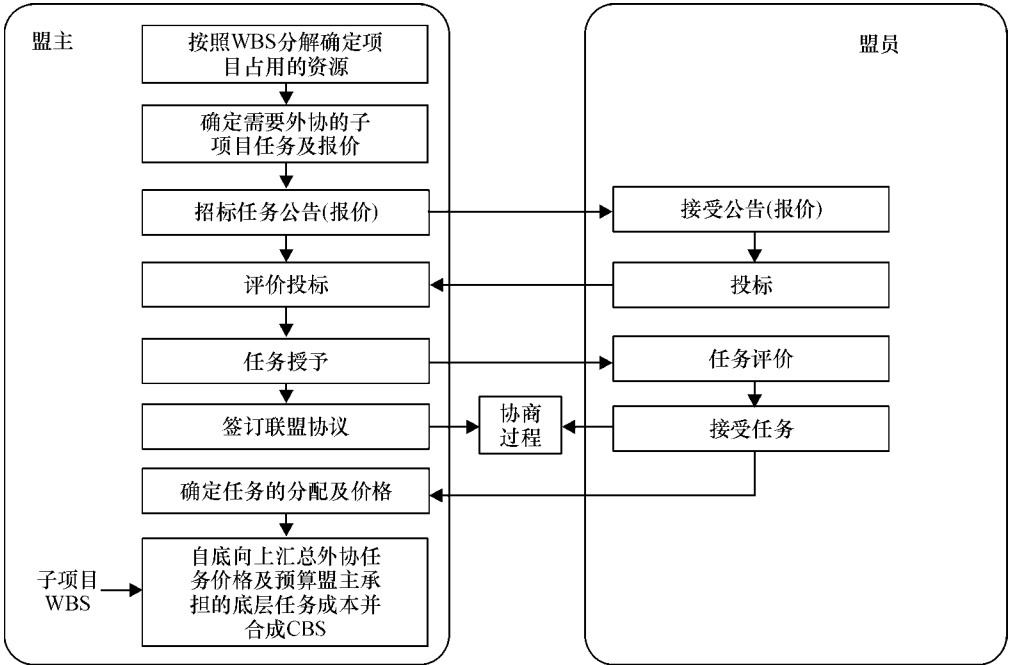 盟主
按照WBS分解确定项
目占用的资源
确定需要外协的子
项目任务及报价
招标任务公告(报价)
评价投标
任务授予
签订联盟协议
确定任务的分配及价格
子项目
WBS
自底向上汇总外协任
务价格及预算盟主承
担的底层任务成本并
合成CBS
协商
过程
盟员
接受公告(报价)
投标
任务评价
接受任务